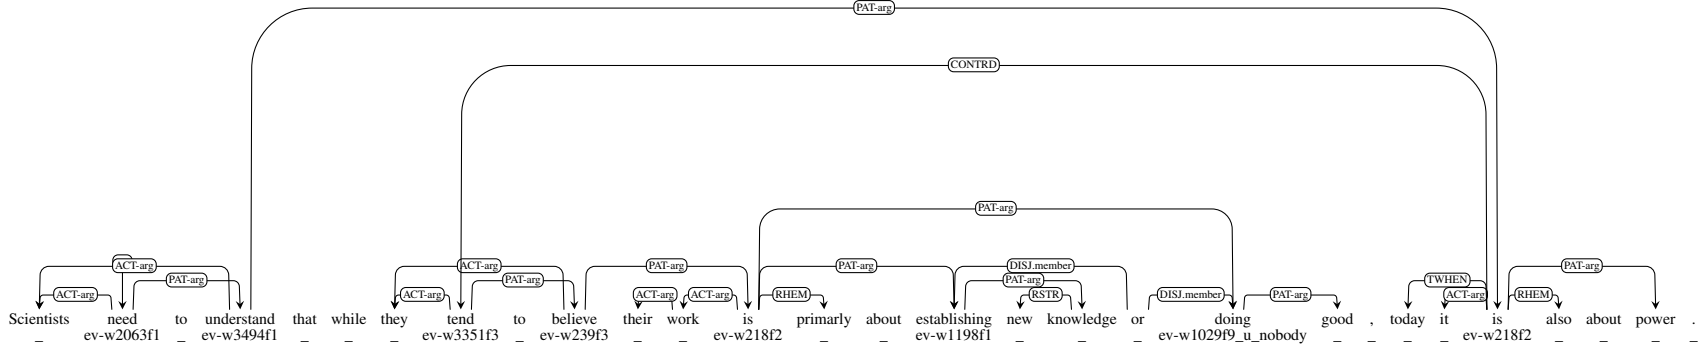 PAT-arg
CONTRD
PAT-arg
ACT-arg ACT-arg PAT-arg PAT-arg DISJ.member PAT-arg
PAT-arg PAT-arg PAT-arg TWHEN
ACT-arg ACT-arg ACT-arg ACT-arg RHEM RSTR DISJ.member PAT-arg ACT-arg RHEM
Scientists need to understand that while they tend to believe their work is primarly about establishing new knowledge or doing good , today it is also about power .
_ ev-w2063f1 _ ev-w3494f1 _ _ _ ev-w3351f3 _ ev-w239f3 _ _ ev-w218f2 _ _ ev-w1198f1 _ _ _ ev-w1029f9_u_nobody _ _ _ _ ev-w218f2 _ _ _ _